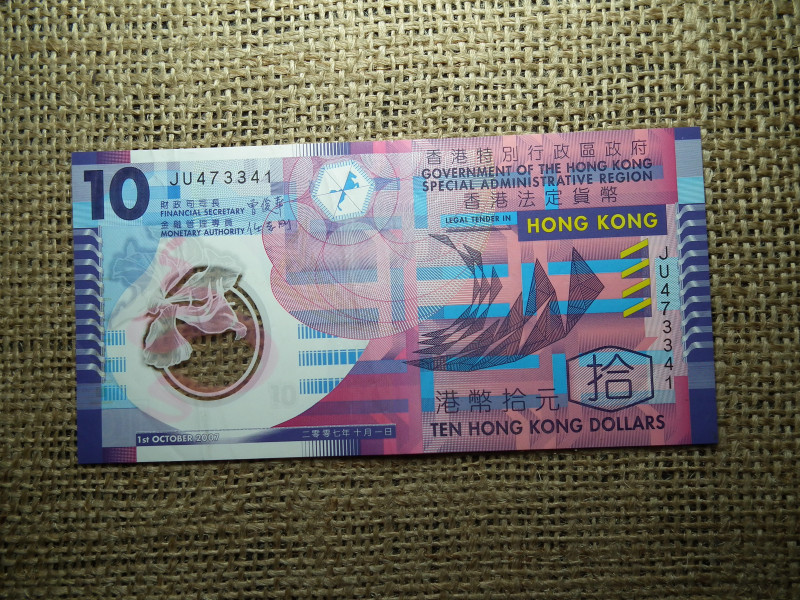 10
JU473341
財政司司長
FINANCIAL SECRETARY
金融管理專員
MONETARY AUTHORITY
香港特別行政區政府
GOVERNMENT OF THE HONG KONG
SPECIAL ADMINISTRATIVE REGION
香港法定貨幣
LEGAL TENDER IN
HONG KONG
JU473341
10
港幣拾元
拾
TEN HONG KONG DOLLARS
1st OCTOBER 2007
二零零七年十月一日